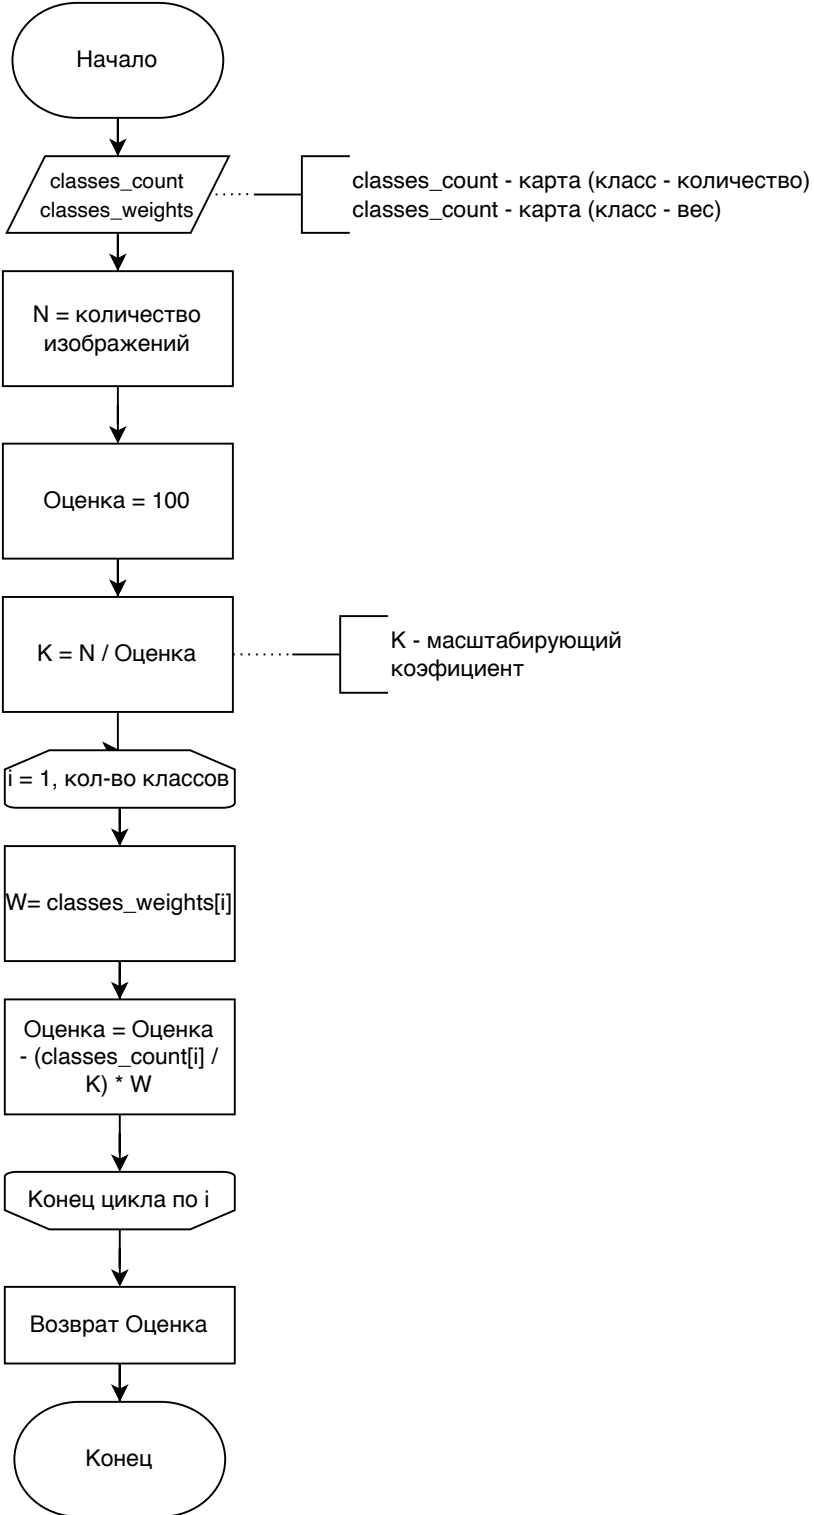 Начало
classes_count
classes_weights
classes_count - карта (класс - количество)
classes_count - карта (класс - вес)
N = количество
изображений
Оценка = 100
K = N / Оценка
K - масштабирующий
коэфициент
i = 1, кол-во классов
W= classes_weights[i]
Оценка = Оценка
- (classes_count[i] /
K) * W
Конец цикла по i
Возврат Оценка
Конец